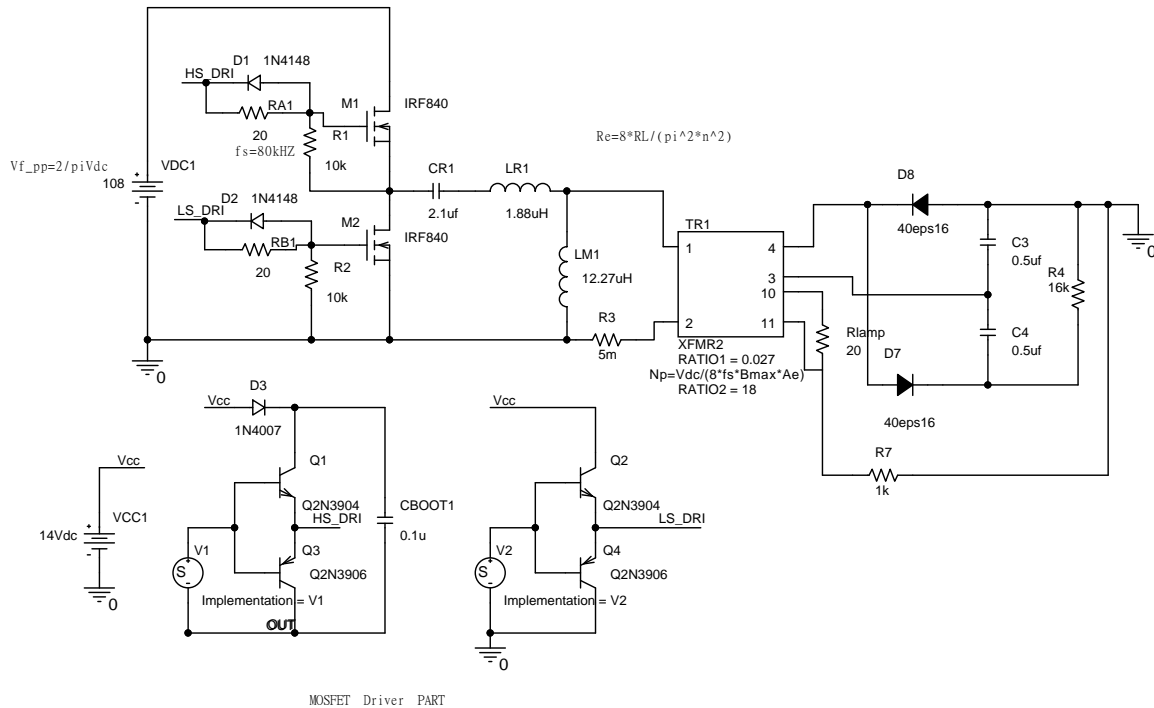 D1 1N4148
HS_DRI
M1
IRF840
RA1
20
R1
fs=80kHZ
10k
Re=8*RL/(pi^2*n^2)
Vf_pp=2/piVdc
VDC1
108
D2 1N4148
LS_DRI
M2
IRF840
RB1
20
R2
10k
CR1
2.1uf
LR1
1.88uH
LM1
12.27uH
R3
5m
TR1
1
2
4
3
10
11
XFMR2
RATIO1 = 0.027
Np=Vdc/(8*fs*Bmax*Ae)
RATIO2 = 18
D8
40eps16
C3
0.5uf
R4
16k
0
C4
0.5uf
Rlamp
20
D7
40eps16
R7
1k
0
Vcc
D3
1N4007
Q1
Q2N3904
HS_DRI
CBOOT1
0.1u
Q3
Q2N3906
V1
S
Implementation = V1
OUT
Vcc
VCC1
14Vdc
0
Vcc
Q2
Q2N3904
LS_DRI
Q4
Q2N3906
V2
S
Implementation = V2
0
MOSFET Driver PART